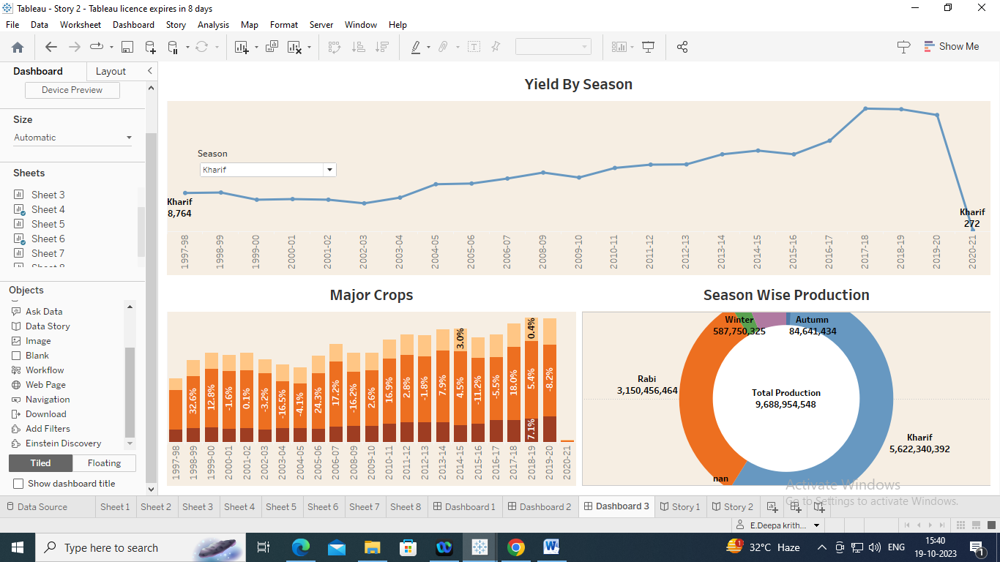 Tableau - Story 2 - Tableau licence expires in 8 days
File Data Worksheet Dashboard Story Analysis Map Format Server Window Help
Show Me
Dashboard Layout
Device Preview
Size
Automatic
Sheets
Sheet 3
Sheet 4
Sheet 5
Sheet 6
Sheet 7
Sheet 8
Objects
Ask Data
Data Story
Image
Blank
Workflow
Web Page
Navigation
Download
Add Filters
Einstein Discovery
Tiled Floating
Show dashboard title
Yield By Season
Season
Kharif
Kharif
8,764
Kharif
272
1997-98 1998-99 1999-00 2000-01 2001-02 2002-03 2003-04 2004-05 2005-06 2006-07 2008-09 2009-10 2010-11 2011-12 2012-13 2013-14 2014-15 2015-16 2016-17 2017-18 2018-19 2019-20 2020-21
Major Crops
3.0% 0.4%
32.6% 12.8% -1.6% 0.1% -3.2% -16.5% -4.1% 24.3% 17.2% -16.2% 2.6% 16.9% 2.8% -1.8% 7.9% 4.5% -11.2% -5.5% 18.0% 5.4% -8.2%
7.1%
1997-98 1998-99 1999-00 2000-01 2001-02 2002-03 2003-04 2004-05 2005-06 2006-07 2008-09 2009-10 2010-11 2011-12 2012-13 2013-14 2014-15 2015-16 2016-17 2017-18 2018-19 2019-20 2020-21
Season Wise Production
Winter
587,750,325
Autumn
84,641,434
Rabi
3,150,456,464
Total Production
9,688,954,548
Kharif
5,622,340,392
nan
Activate Windows
Go to Settings to activate Windows.
Data Source Sheet 1 Sheet 2 Sheet 3 Sheet 4 Sheet 5 Sheet 6 Sheet 7 Sheet 8 Dashboard 1 Dashboard 2 Dashboard 3 Story 1 Story 2
E.Deepa krith...
Type here to search
1
32°C Haze
ENG
15:40
19-10-2023
1